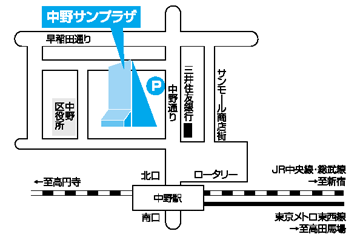 中野サンプラザ
早稲田通り
P
中野通り
三井住友銀行
サンモール商店街
中野
区役所
北口
ロータリー
JR中央線・総武線
→至新宿
←至高円寺
中野駅
南口
東京メトロ東西線
→至高田馬場